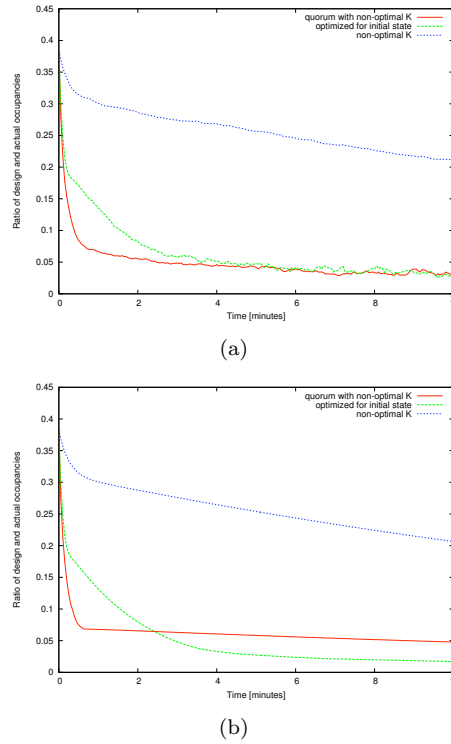 0.45
quorum with non-optimal K
optimized for initial state
non-optimal K
0.4
0.35
0.3
0.25
0.2
0.15
0.1
0.05
0
Ratio of design and actual occupancies
0 2 4 6 8
Time [minutes]
(a)
0.45
quorum with non-optimal K
optimized for initial state
non-optimal K
0.4
0.35
0.3
0.25
0.2
0.15
0.1
0.05
0
Ratio of design and actual occupancies
0 2 4 6 8
Time [minutes]
(b)